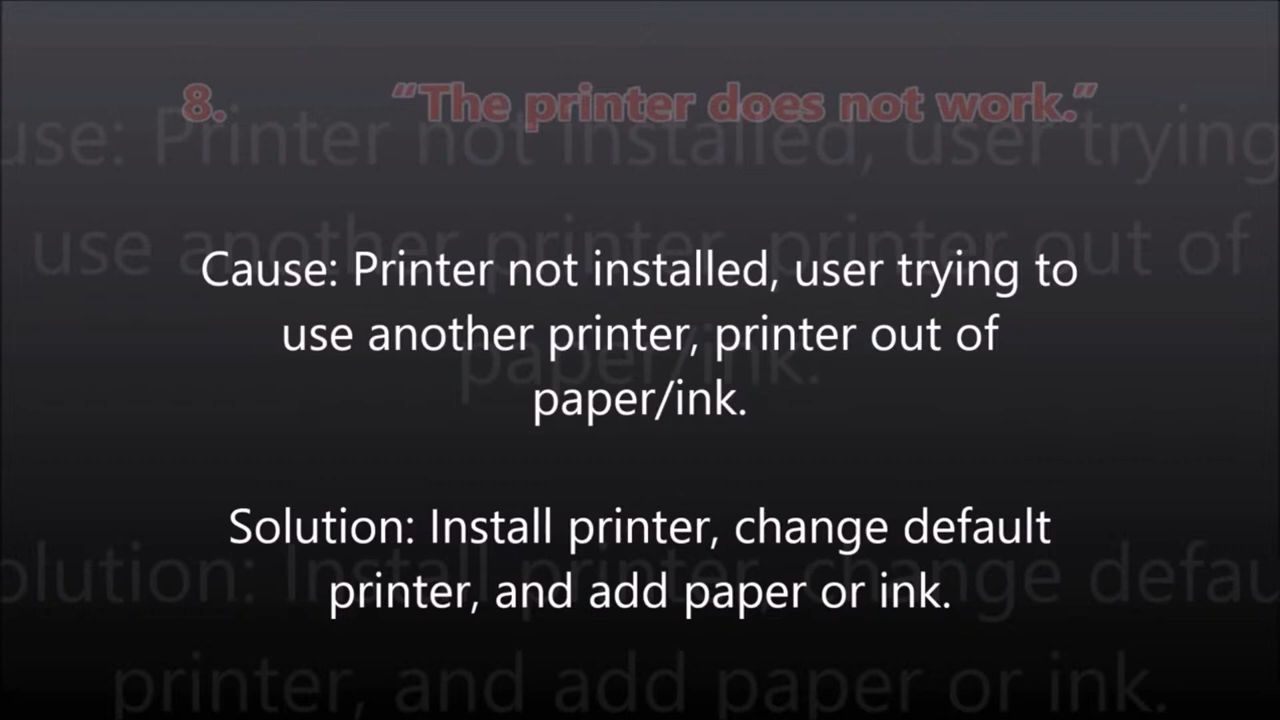 8. “The printer does not work.”
Cause: Printer not installed, user trying to
use another printer, printer out of
paper/ink.
Solution: Install printer, change default
printer, and add paper or ink.